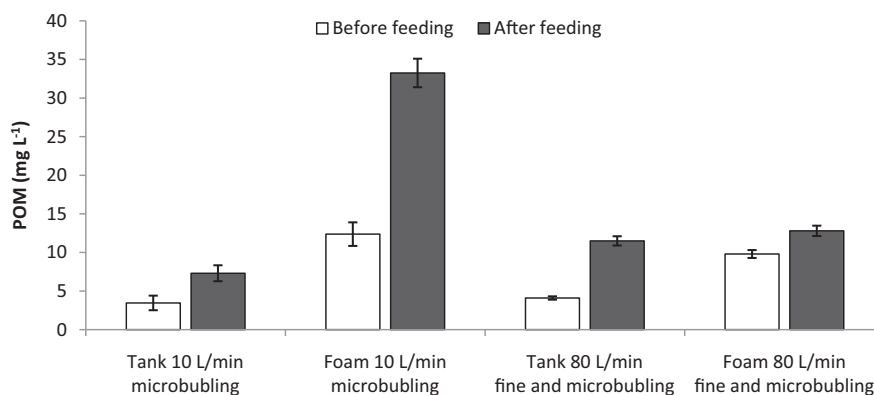 40
35
30
25
20
15
10
5
0
POM (mg L-1)
Before feeding After feeding
Tank 10 L/min
microbubling
Foam 10 L/min
microbubling
Tank 80 L/min
fine and microbubling
Foam 80 L/min
fine and microbubling